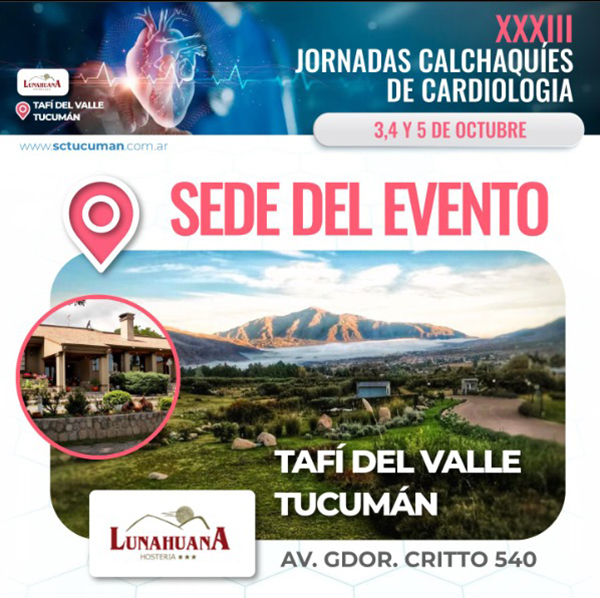 XXXIII
JORNADAS CALCHAQUÍES
DE CARDIOLOGIA
LUNAHUANA
TAFÍ DEL VALLE
TUCUMÁN
3,4 Y 5 DE OCTUBRE
www.sctucuman.com.ar
SEDE DEL EVENTO
TAFÍ DEL VALLE
TUCUMÁN
LUNAHUANA
HOSTERIA ★★★
AV. GDOR. CRITTO 540